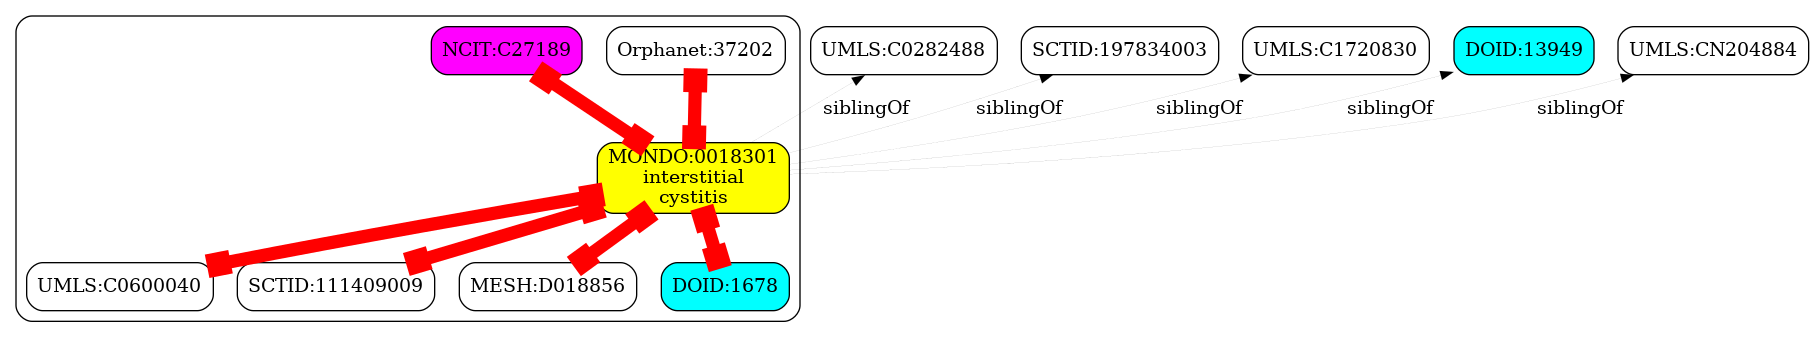 NCIT:C27189
Orphanet:37202
UMLS:C0282488
SCTID:197834003
UMLS:C1720830
DOID:13949
UMLS:CN204884
siblingOf
siblingOf
siblingOf
siblingOf
siblingOf
MONDO:0018301
interstitial
cystitis
UMLS:C0600040
SCTID:111409009
MESH:D018856
DOID:1678